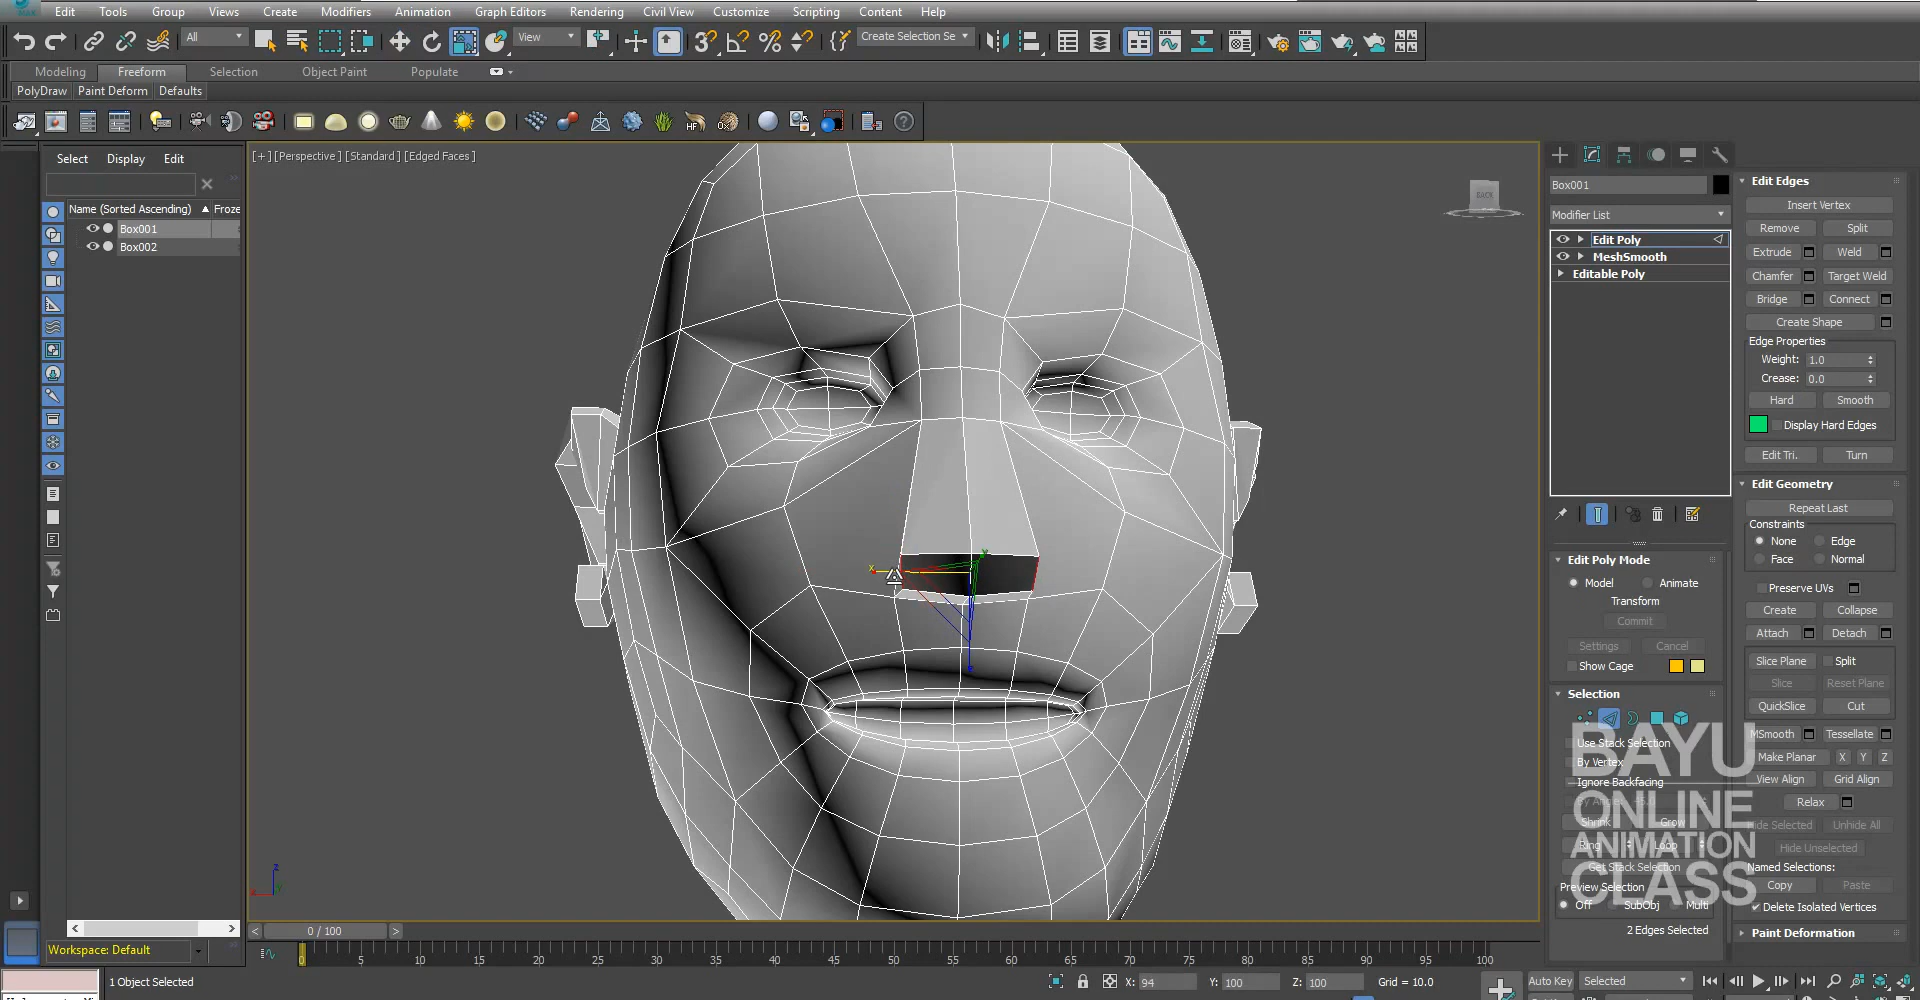 Edit Tools Group Views Create Modifiers Animation Graph Editors Rendering Civil View Customize Scripting Content Help
All View Create Selection Se
Modeling Freeform Selection Object Paint Populate
PolyDraw Paint Deform Defaults
Select Display Edit
Name (Sorted Ascending) Froze
Box001
Box002
[+] [Perspective] [Standard] [Edged Faces]
BACK
x
y
z
Box001
Modifier List
Edit Poly
MeshSmooth
Editable Poly
Edit Poly Mode
Model Animate
Transform
Commit
Settings Cancel
Show Cage
Selection
Use Stack Selection
By Vertex
Ignore Backfacing
Shrink Grow
Ring Loop
Get Stack Selection
Preview Selection
Off SubObj Multi
2 Edges Selected
Edit Edges
Insert Vertex
Remove Split
Extrude Weld
Chamfer Target Weld
Bridge Connect
Create Shape
Edge Properties
Weight: 1.0
Crease: 0.0
Hard Smooth
Display Hard Edges
Edit Tri. Turn
Edit Geometry
Repeat Last
Constraints
None Edge
Face Normal
Preserve UVs
Create Collapse
Attach Detach
Slice Plane Split
Slice Reset Plane
QuickSlice Cut
MSmooth Tessellate
Make Planar X Y Z
View Align Grid Align
Relax
Hide Selected Unhide All
Hide Unselected
Named Selections:
Copy Paste
Delete Isolated Vertices
Paint Deformation
BAYU
ONLINE
ANIMATION
CLASS
< 0 / 100 >
Workspace: Default
0 5 10 15 20 25 30 35 40 45 50 55 60 65 70 75 80 85 90 95 100
1 Object Selected X: 94 Y: 100 Z: 100 Grid = 10.0 Auto Key Selected